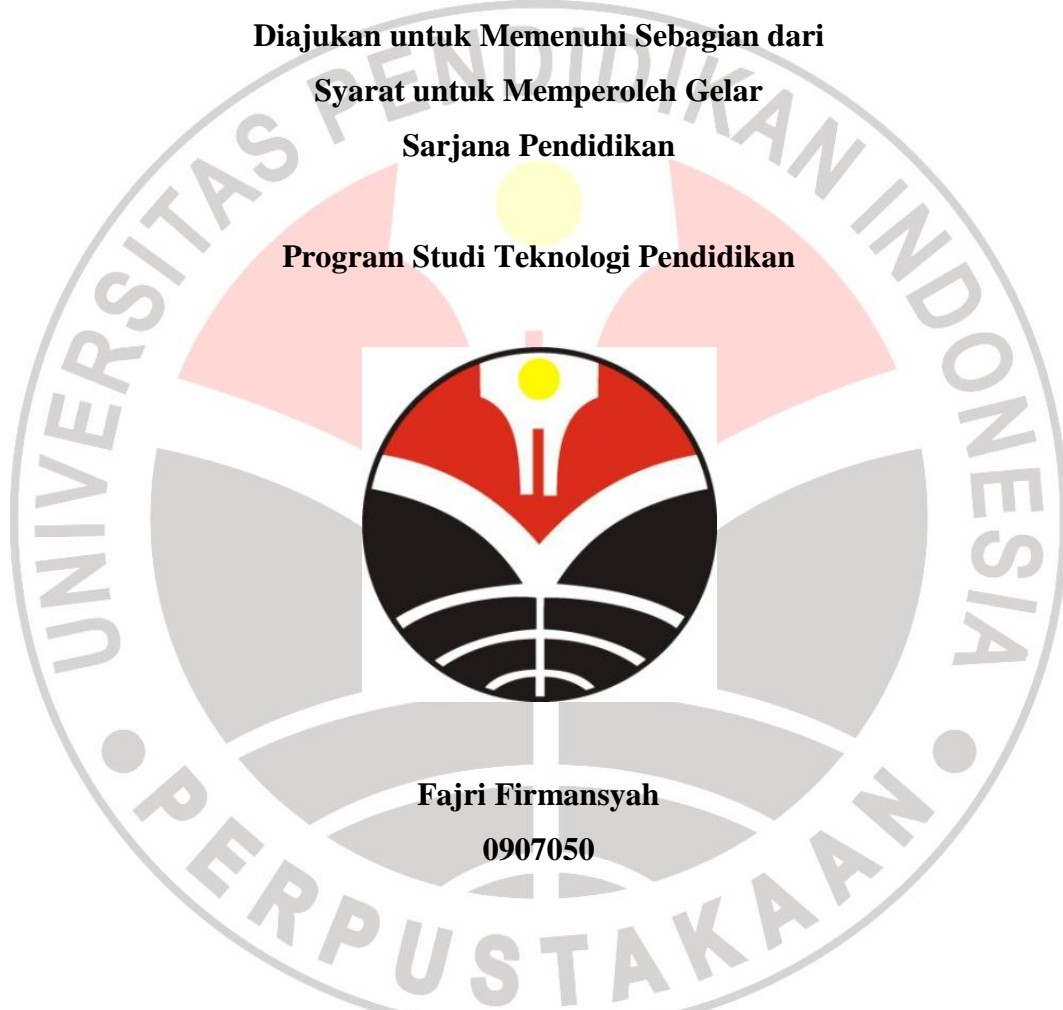 Diajukan untuk Memenuhi Sebagian dari
Syarat untuk Memperoleh Gelar
Sarjana Pendidikan
Program Studi Teknologi Pendidikan
Fajri Firmansyah
0907050
UNIVERSITAS PENDIDIKAN INDONESIA
PERPUSTAKAAN